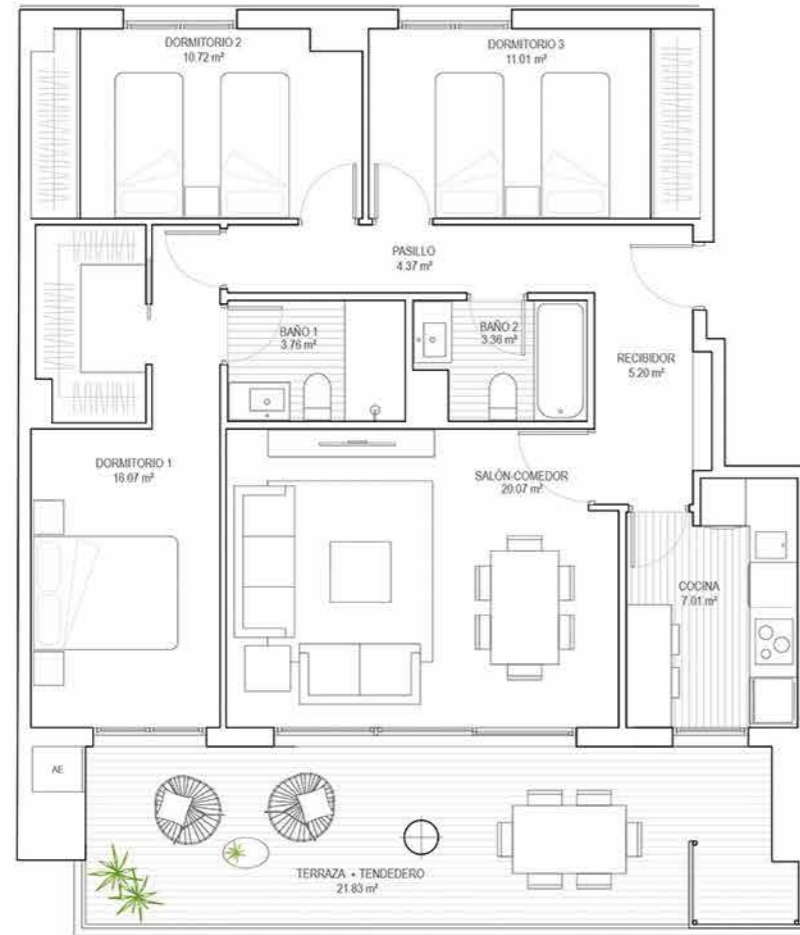 DORMITORIO 2
10.72 m²
DORMITORIO 3
11.01 m²
PASILLO
4.37 m²
BAÑO 1
3.76 m²
BAÑO 2
3.36 m²
RECIBIDOR
5.20 m²
DORMITORIO 1
16.07 m²
SALÓN-COMEDOR
20.07 m²
COCINA
7.01 m²
AE
TERRAZA + TENDEDERO
21.83 m²